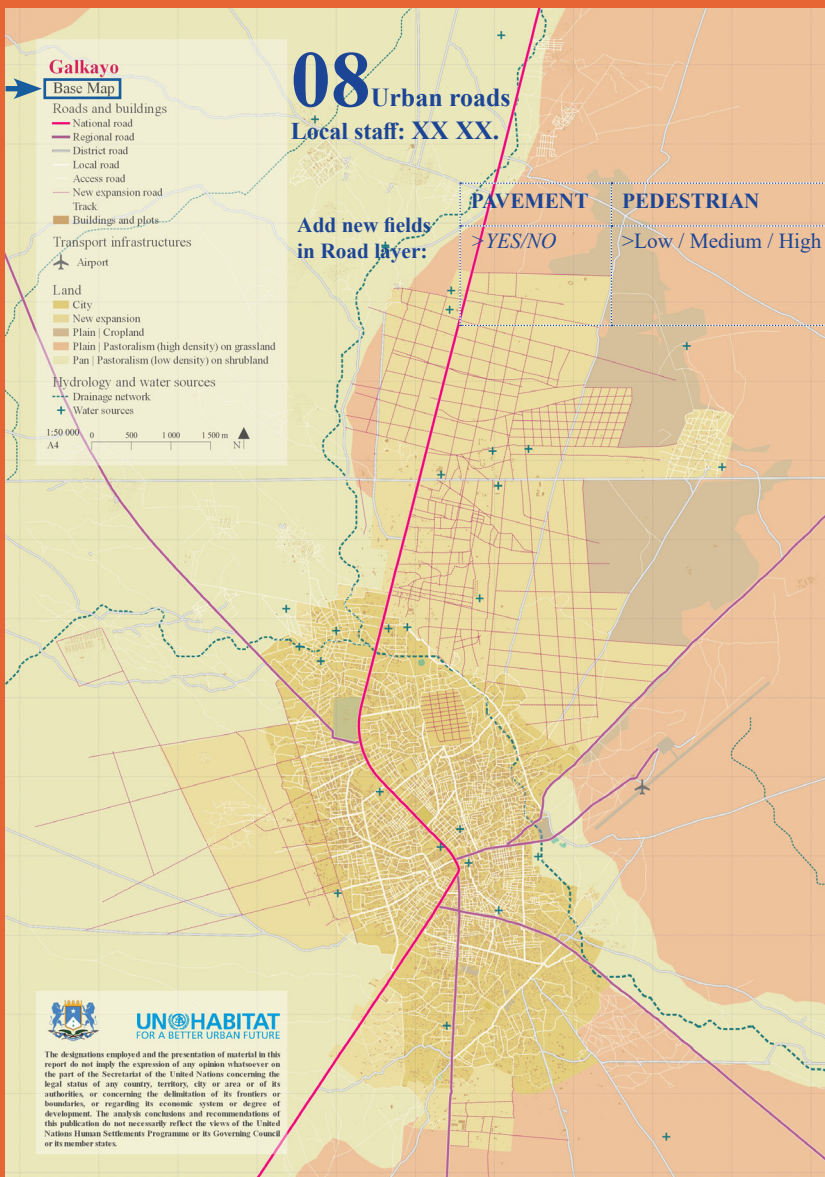 Galkayo
Base Map
Roads and buildings
National road
Regional road
District road
Local road
Access road
New expansion road
Track
Buildings and plots
Transport infrastructures
Airport
Land
City
New expansion
Plain | Cropland
Plain | Pastoralism (high density) on grassland
Pan | Pastoralism (low density) on shrubland
Hydrology and water sources
Drainage network
Water sources
1:50 000 0 500 1 000 1 500 m N
A4
08 Urban roads
Local staff: XX XX.
Add new fields
in Road layer:
PAVEMENT PEDESTRIAN
>YES/NO >Low / Medium / High
UN HABITAT
FOR A BETTER URBAN FUTURE
The designations employed and the presentation of material in this
report do not imply the expression of any opinion whatsoever on
the part of the Secretariat of the United Nations concerning the
legal status of any country, territory, city or area or of its
authorities, or concerning the delimitation of its frontiers or
boundaries, or regarding its economic system or degree of
development. The analysis conclusions and recommendations of
this publication do not necessarily reflect the views of the United
Nations Human Settlements Programme or its Governing Council
or its member states.